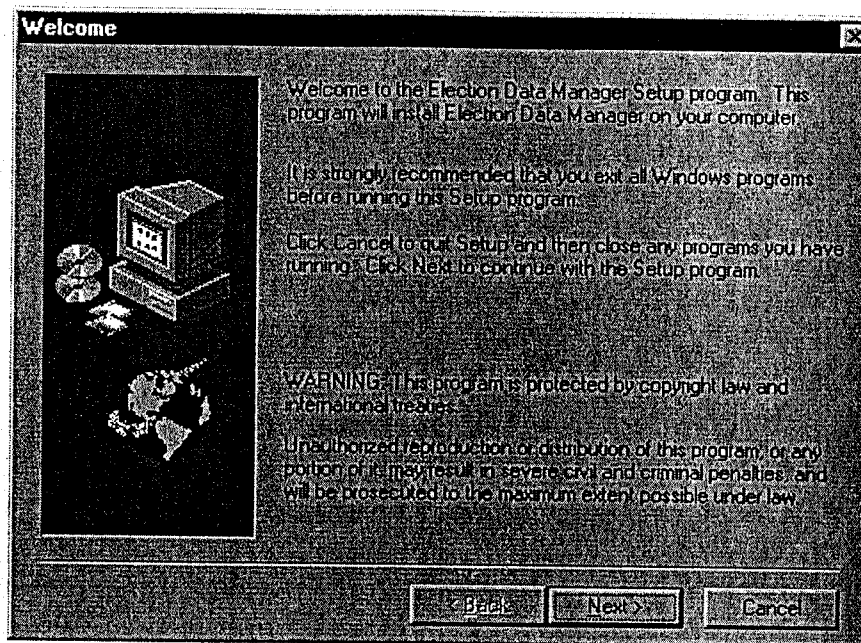 Welcome
Welcome to the Election Data Manager Setup program. This
program will install Election Data Manager on your computer.
It is strongly recommended that you exit all Windows programs
before running this Setup program.
Click Cancel to quit Setup and then close any programs you have
running. Click Next to continue with the Setup program.
WARNING: This program is protected by copyright law and
international treaties.
Unauthorized reproduction or distribution of this program, or any
portion of it, may result in severe civil and criminal penalties, and
will be prosecuted to the maximum extent possible under law.
< Back
Next >
Cancel